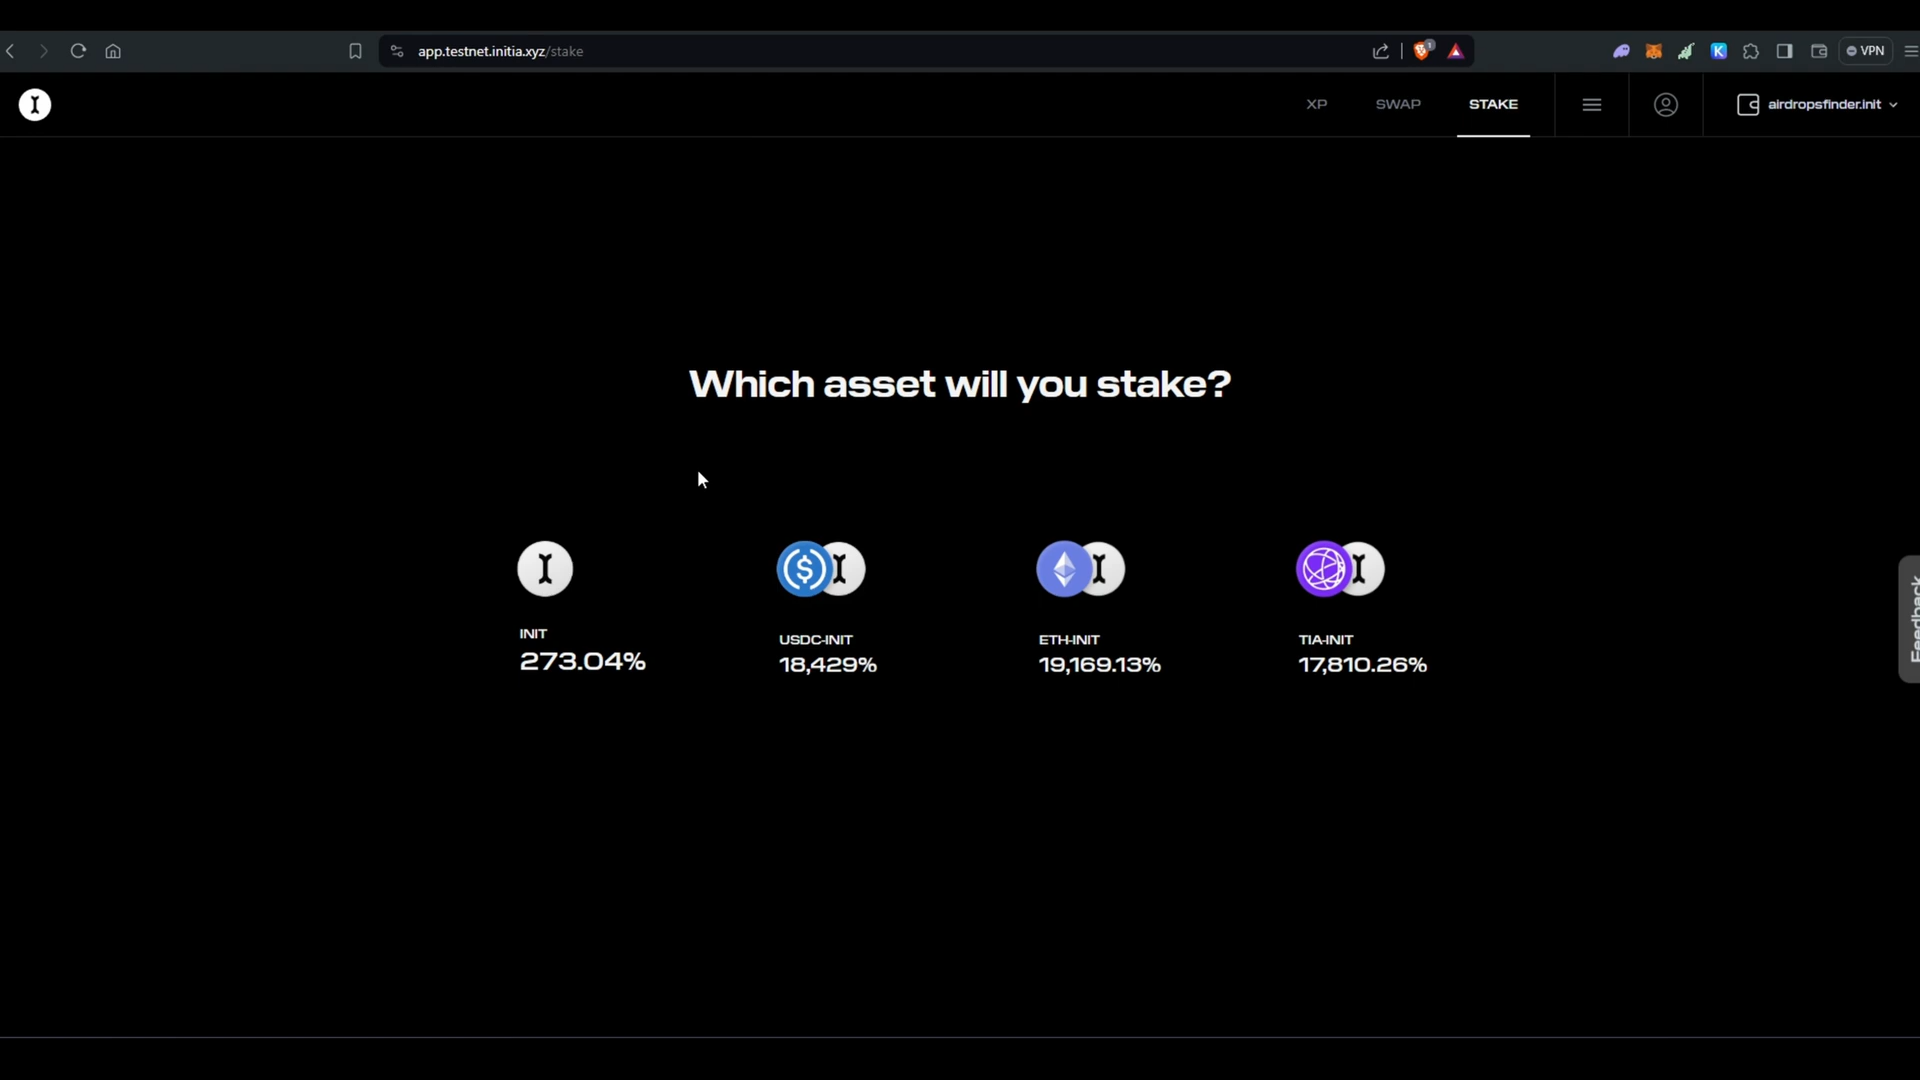 app.testnet.initia.xyz/stake
1
VPN
XP
SWAP
STAKE
airdropsfinder.init
Which asset will you stake?
INIT
273.04%
USDC-INIT
18,429%
ETH-INIT
19,169.13%
TIA-INIT
17,810.26%
Feedback